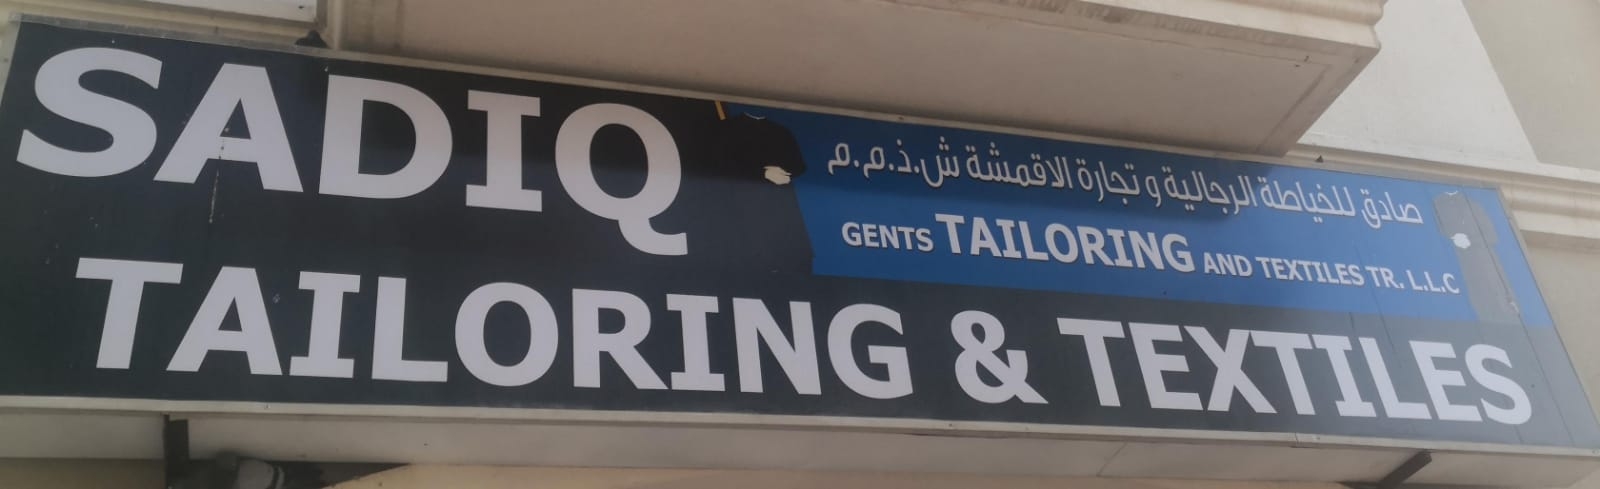 SADIQ
صادق للخياطة الرجالية و تجارة الاقمشة ش.ذ.م.م
GENTS TAILORING AND TEXTILES TR. L.L.C
TAILORING & TEXTILES